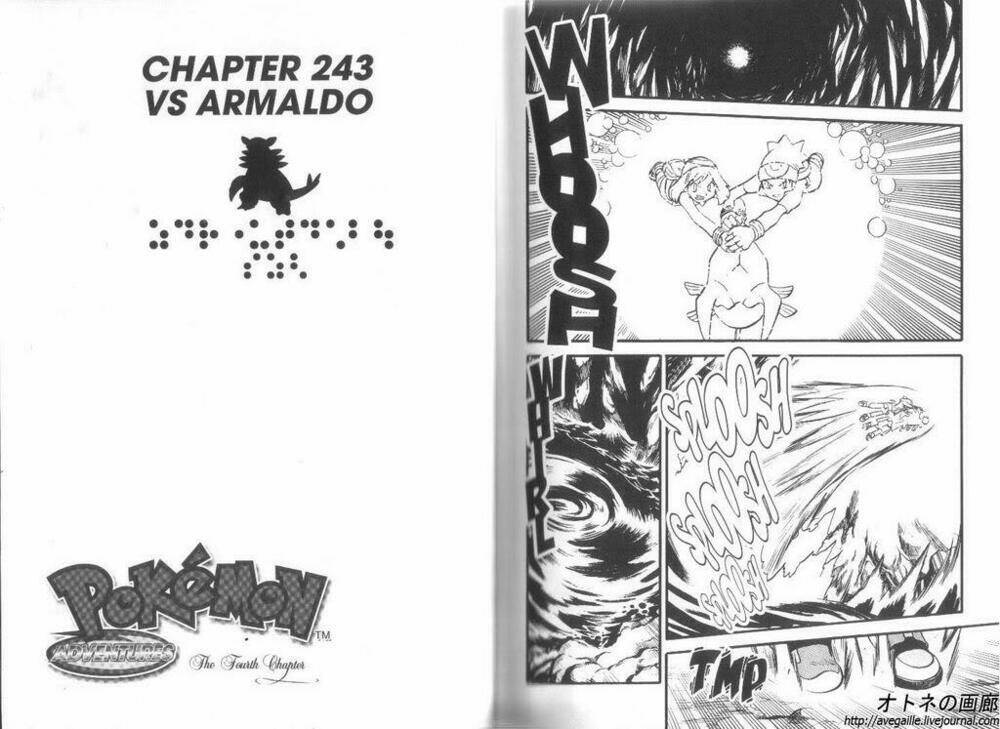 CHAPTER 243
VS ARMALDO
POKéMON
TM
ADVENTURES
The Fourth Chapter
WHOOSH
WHIRL
SPLOOSH
SPLOOSH
SPLOOSH
TMP
オトネの画廊
http://avegaille.livejournal.com